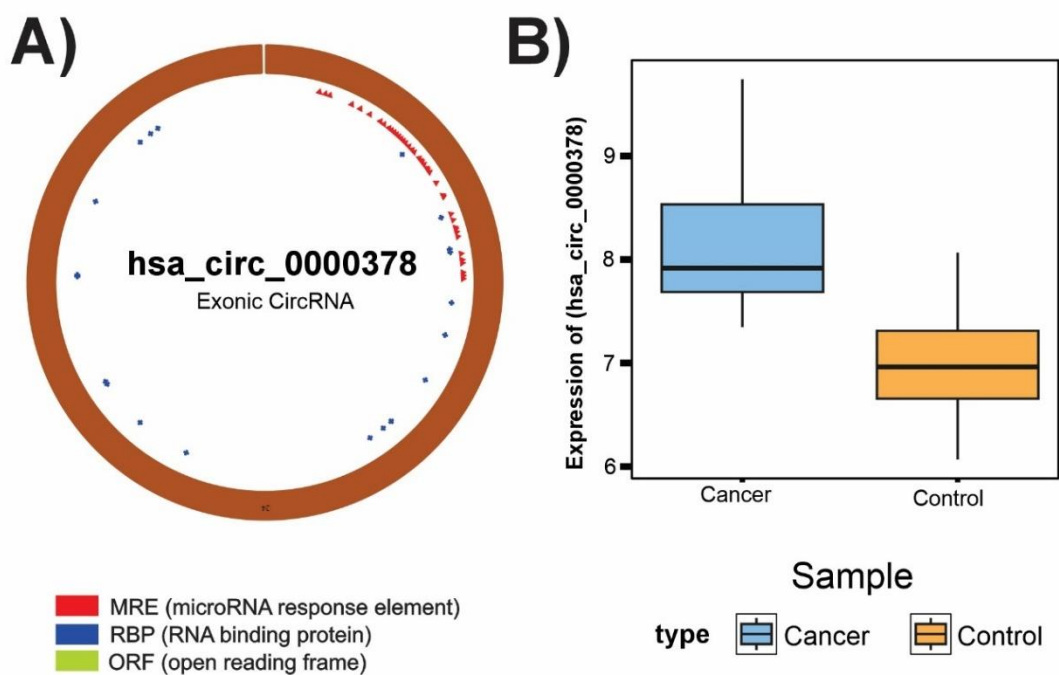 A)
hsa_circ_0000378
Exonic CircRNA
MRE (microRNA response element)
RBP (RNA binding protein)
ORF (open reading frame)
B)
Expression of (hsa_circ_0000378)
9
8
7
6
Cancer
Control
Sample
type
Cancer
Control